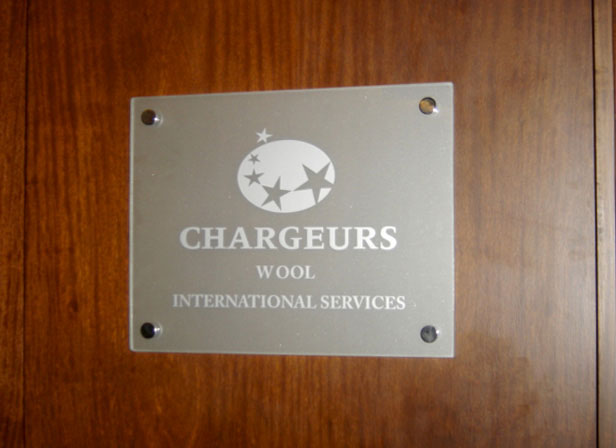 CHARGEURS
WOOL
INTERNATIONAL SERVICES